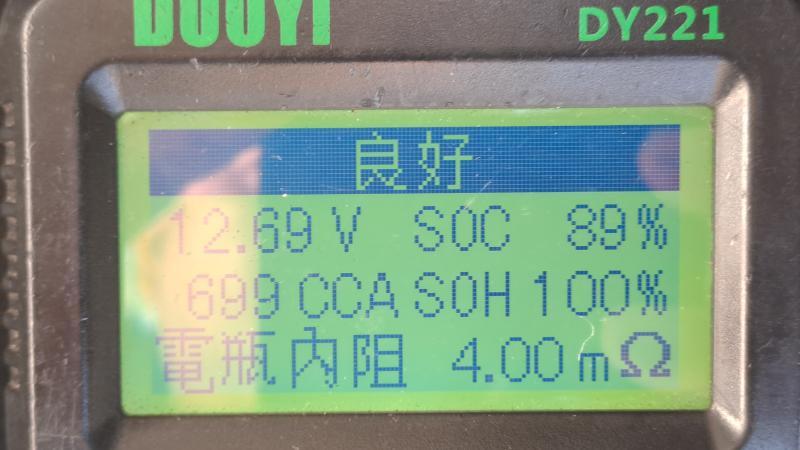 DUOYI
DY221
良好
12.69 V SOC 89%
699 CCA SOH 100%
電瓶內阻 4.00 mΩ